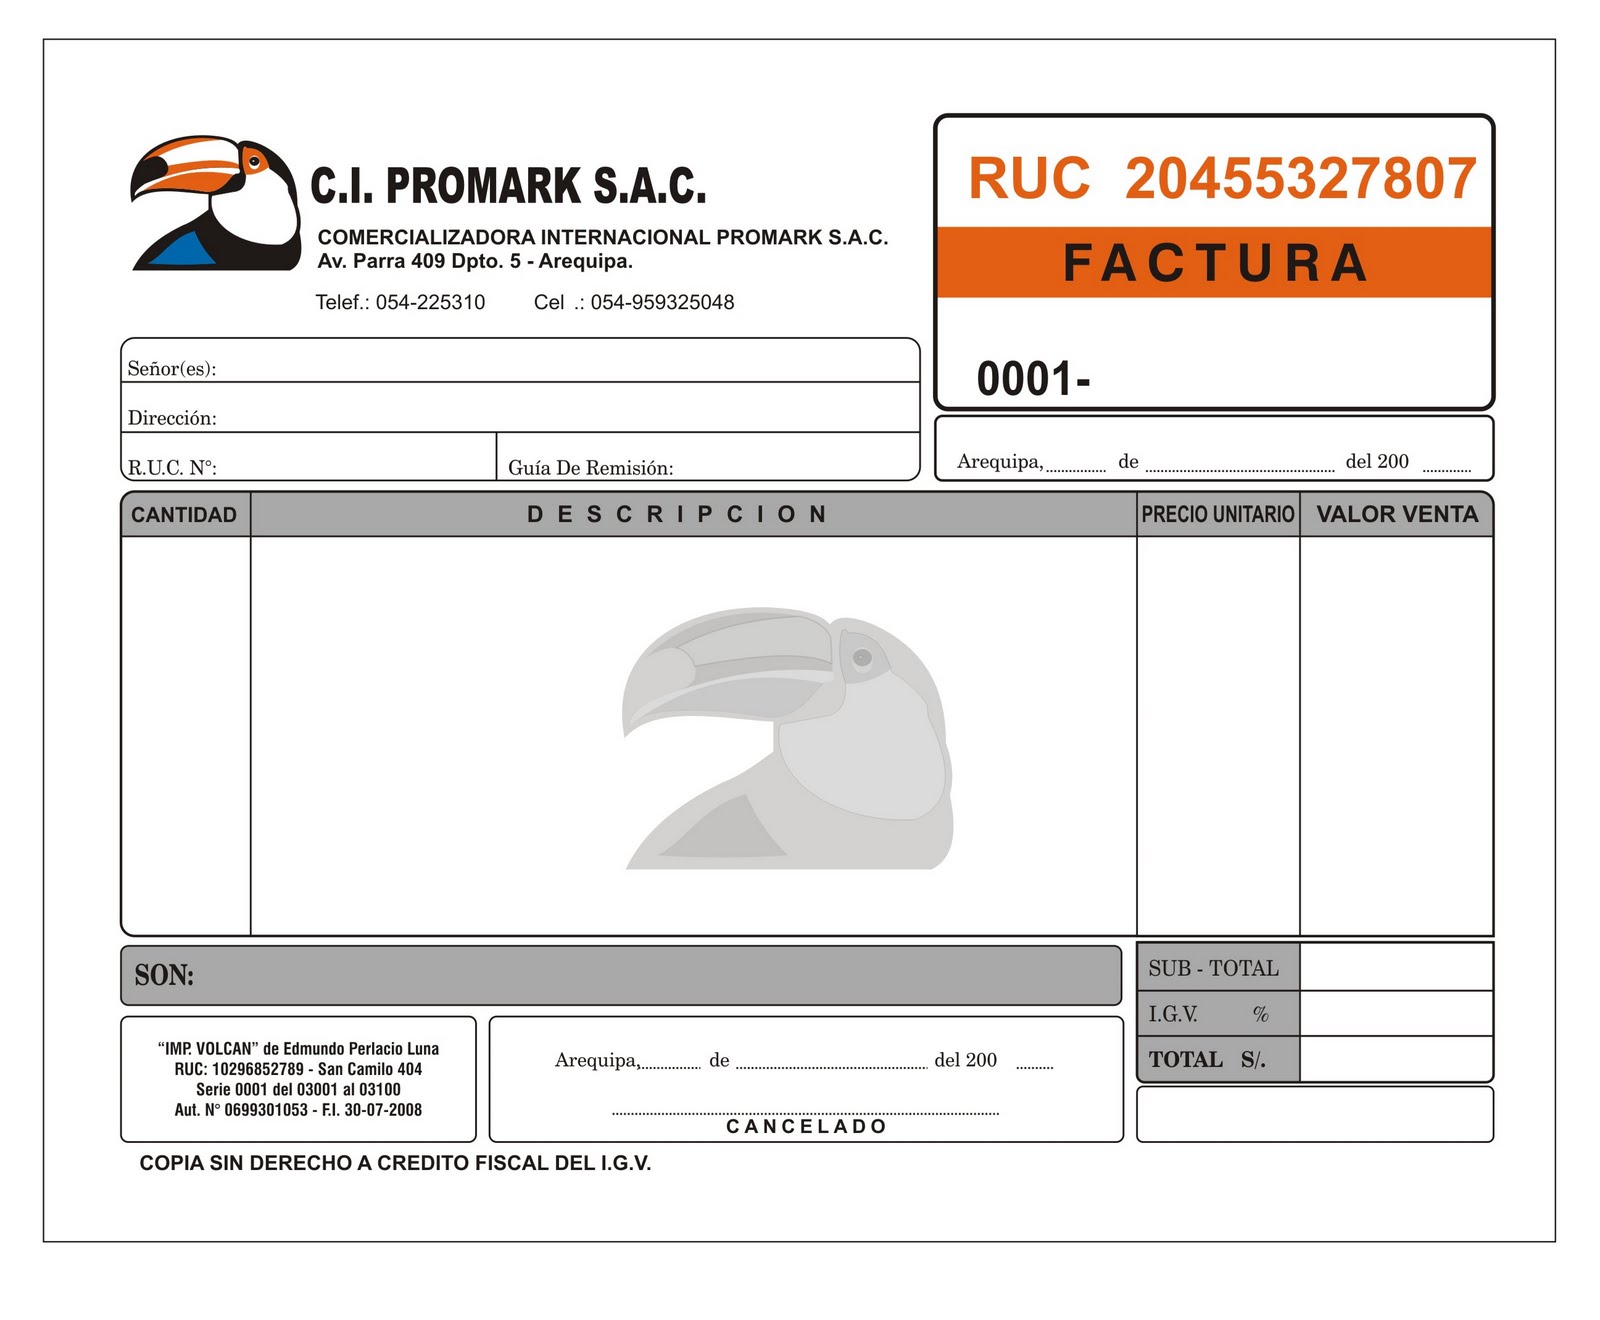 C.I. PROMARK S.A.C.
COMERCIALIZADORA INTERNACIONAL PROMARK S.A.C.
Av. Parra 409 Dpto. 5 - Arequipa.
Telef.: 054-225310 Cel .: 054-959325048
RUC 20455327807
FACTURA
0001-
Señor(es):
Dirección:
R.U.C. N°: Guía De Remisión:
Arequipa,.............. de ............................................. del 200 ............
CANTIDAD DESCRIPCION PRECIO UNITARIO VALOR VENTA
SON:
SUB - TOTAL
I.G.V. %
TOTAL S/.
“IMP. VOLCAN” de Edmundo Perlacio Luna
RUC: 10296852789 - San Camilo 404
Serie 0001 del 03001 al 03100
Aut. N° 0699301053 - F.I. 30-07-2008
Arequipa,.............. de ............................................. del 200 .........
CANCELADO
COPIA SIN DERECHO A CREDITO FISCAL DEL I.G.V.